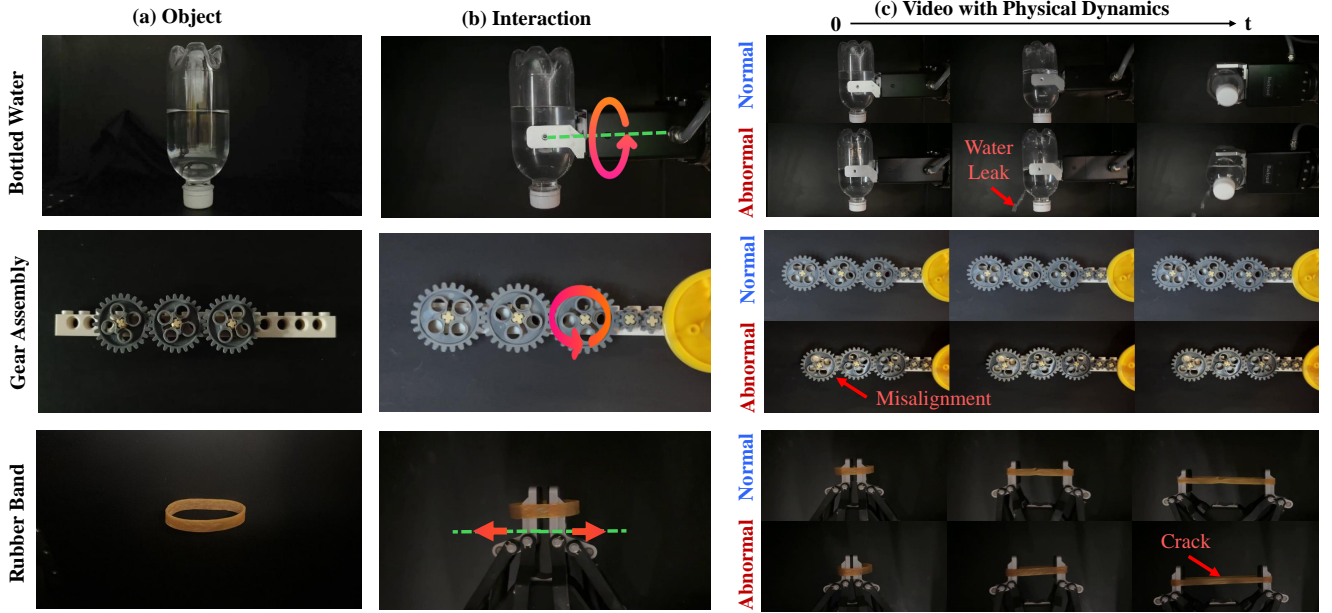 (a) Object
(b) Interaction
(c) Video with Physical Dynamics
0
t
Bottled Water
Normal
Abnormal
Water
Leak
Gear Assembly
Normal
Abnormal
Misalignment
Rubber Band
Normal
Abnormal
Crack